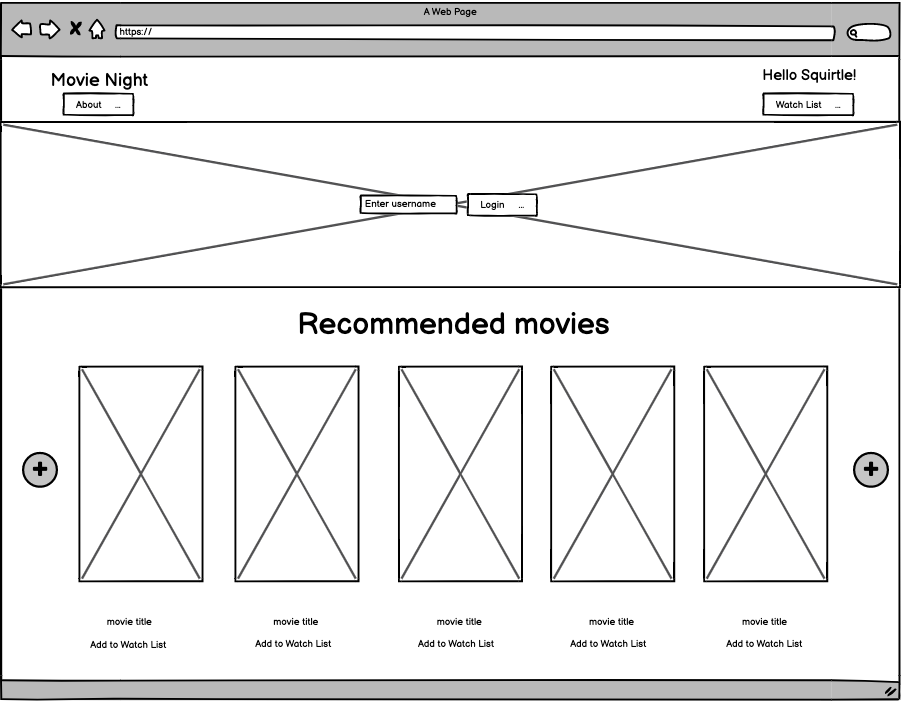 A Web Page
https://
Movie Night
Hello Squirtle!
About ...
Watch List ...
Enter username
Login ...
Recommended movies
movie title
movie title
movie title
movie title
movie title
Add to Watch List
Add to Watch List
Add to Watch List
Add to Watch List
Add to Watch List